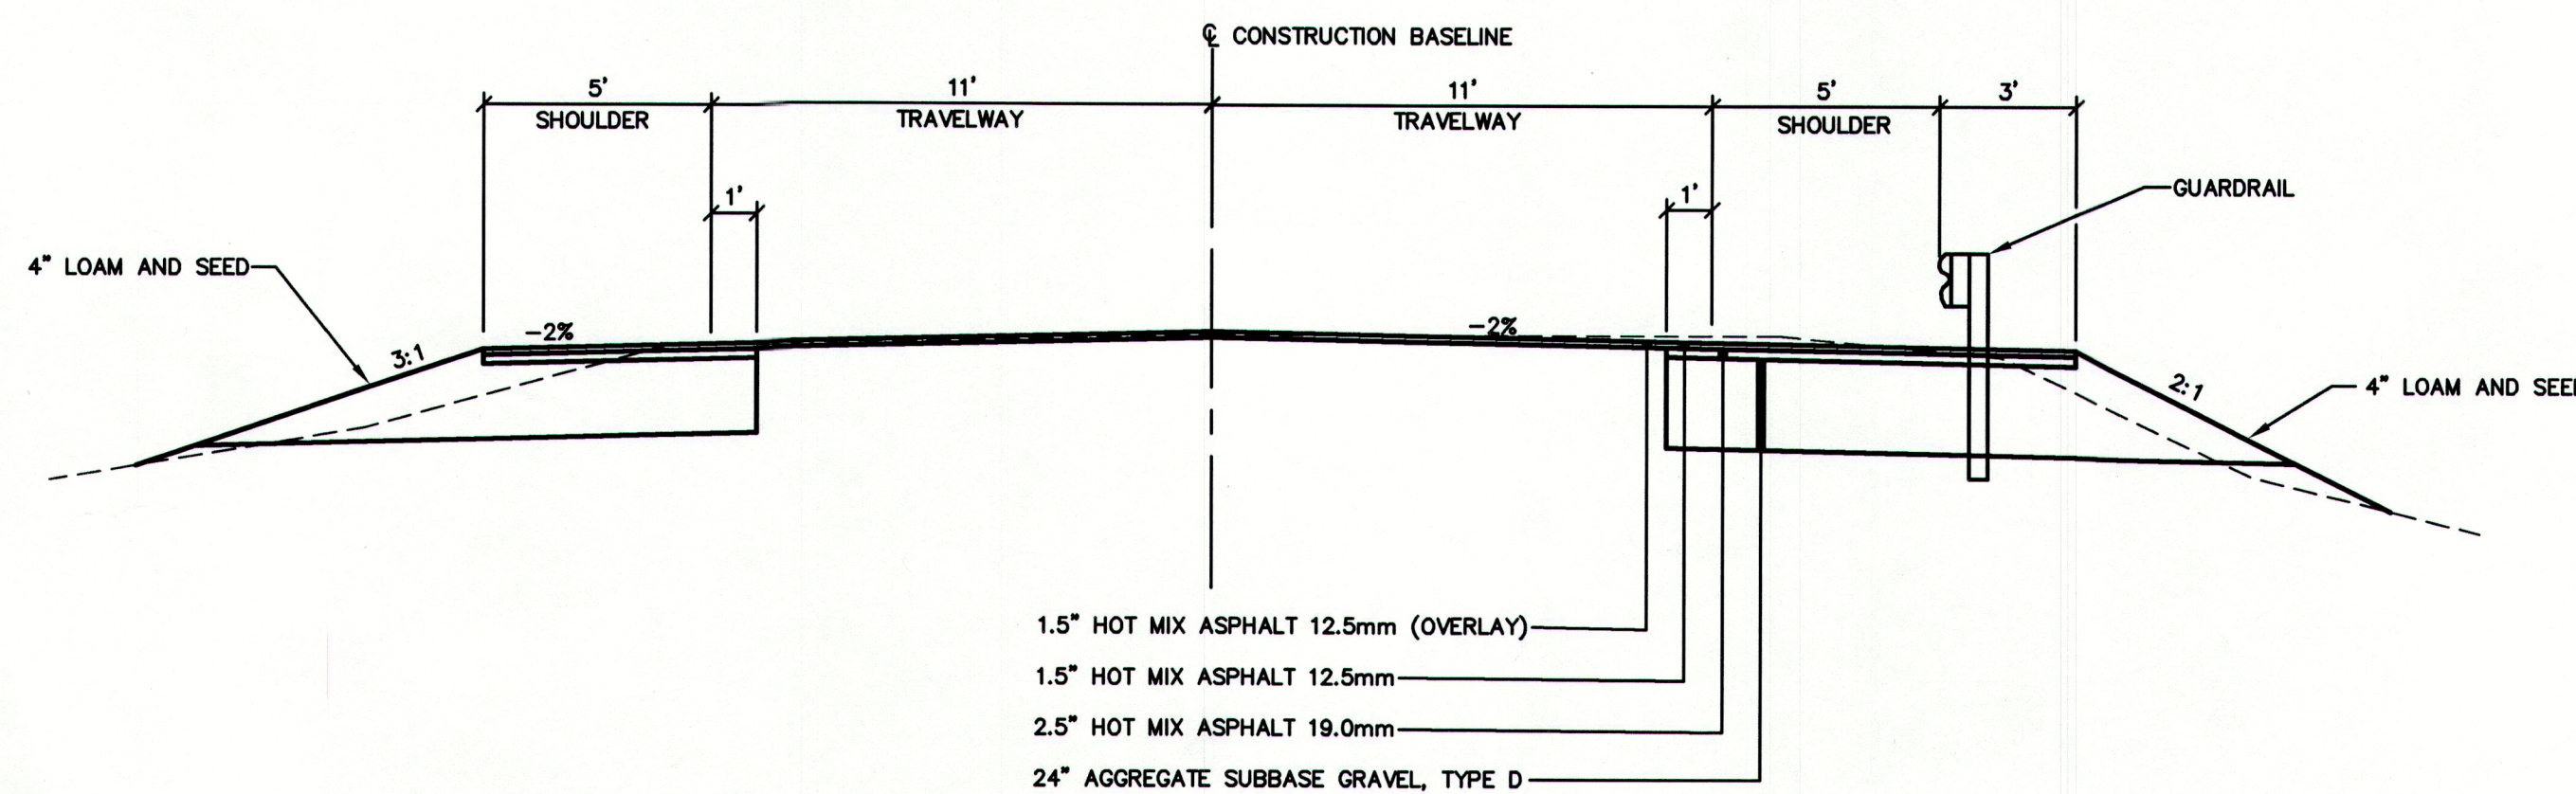 ℄ CONSTRUCTION BASELINE
5' 11' 11' 5' 3'
SHOULDER TRAVELWAY TRAVELWAY SHOULDER
1' 1'
GUARDRAIL
4" LOAM AND SEED
-2% -2%
3:1
2:1
4" LOAM AND SEE
1.5" HOT MIX ASPHALT 12.5mm (OVERLAY)
1.5" HOT MIX ASPHALT 12.5mm
2.5" HOT MIX ASPHALT 19.0mm
24" AGGREGATE SUBBASE GRAVEL, TYPE D